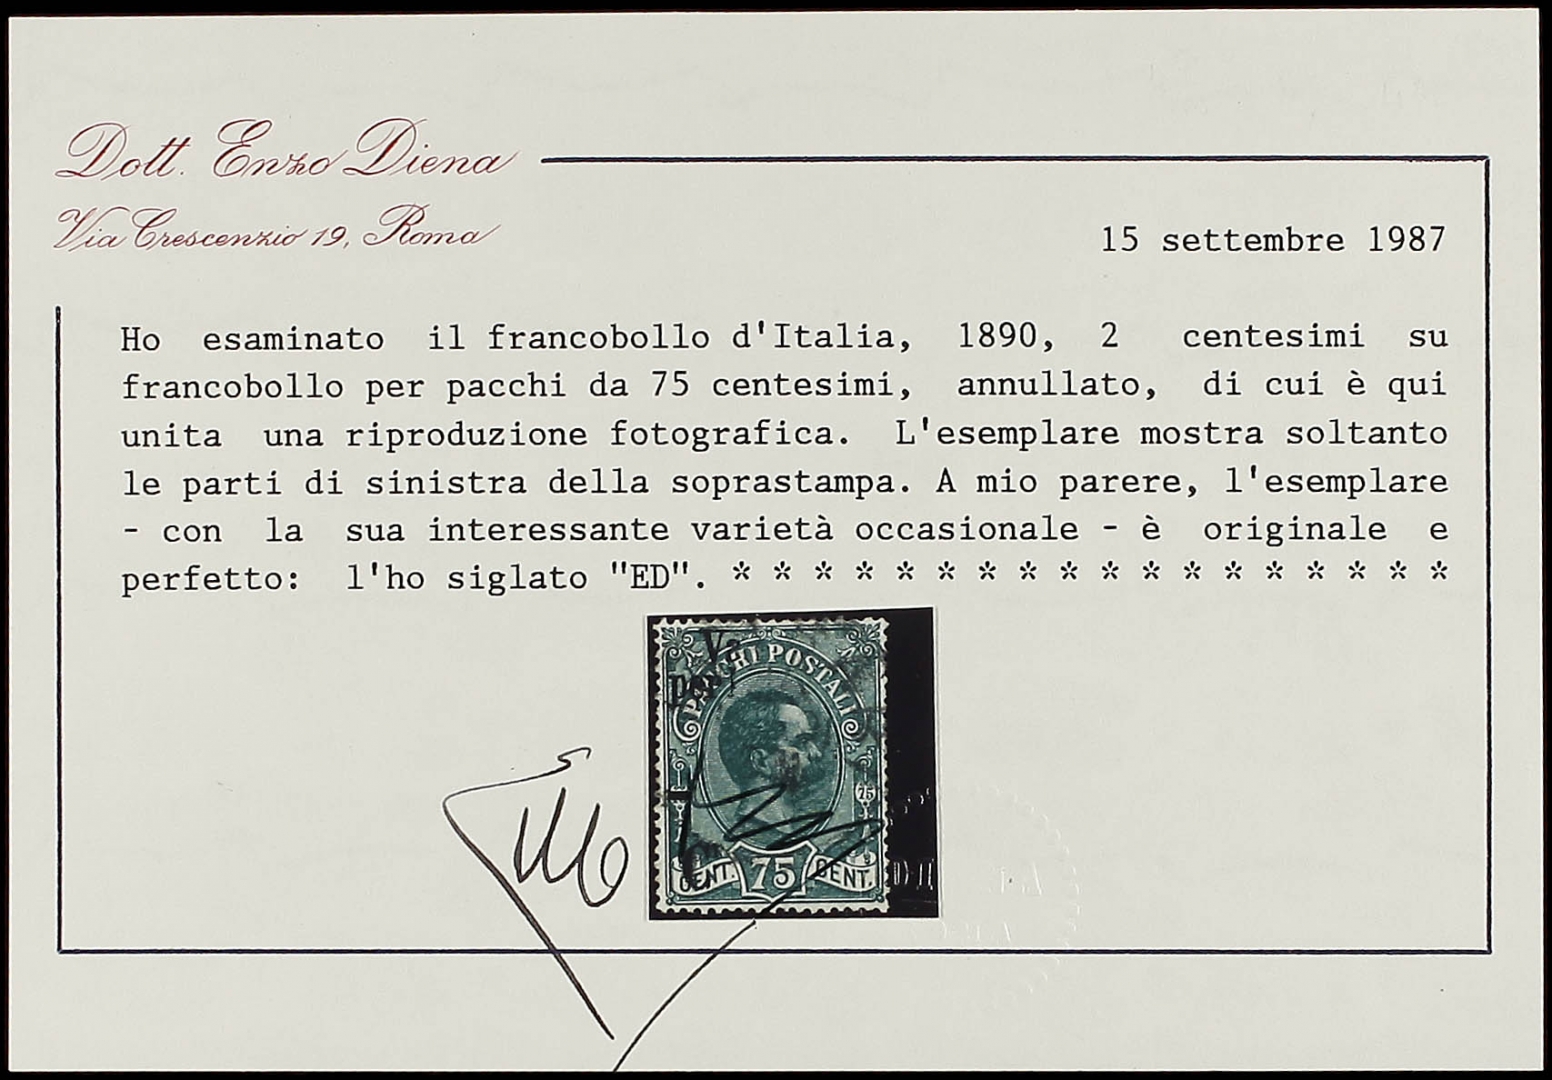 Dott. Enzo Diena
Via Crescenzio 19, Roma
15 settembre 1987
Ho esaminato il francobollo d'Italia, 1890, 2 centesimi su
francobollo per pacchi da 75 centesimi, annullato, di cui è qui
unita una riproduzione fotografica. L'esemplare mostra soltanto
le parti di sinistra della soprastampa. A mio parere, l'esemplare
- con la sua interessante varietà occasionale - è originale e
perfetto: l'ho siglato "ED". * * * * * * * * * * * * * * * * * *
PACCHI POSTALI
75
CENT. 75 CENT.